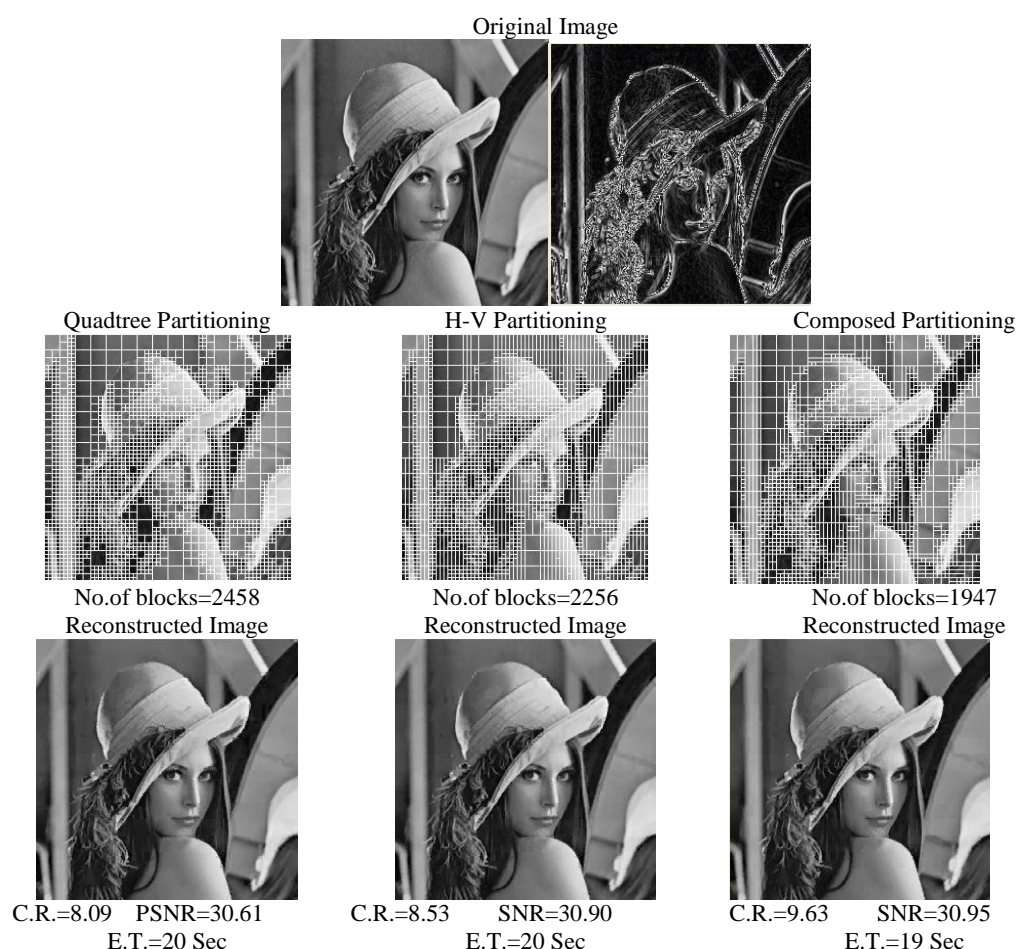 Original Image
Quadtree Partitioning
H-V Partitioning
Composed Partitioning
No.of blocks=2458
No.of blocks=2256
No.of blocks=1947
Reconstructed Image
Reconstructed Image
Reconstructed Image
C.R.=8.09 PSNR=30.61
C.R.=8.53 SNR=30.90
C.R.=9.63 SNR=30.95
E.T.=20 Sec
E.T.=20 Sec
E.T.=19 Sec